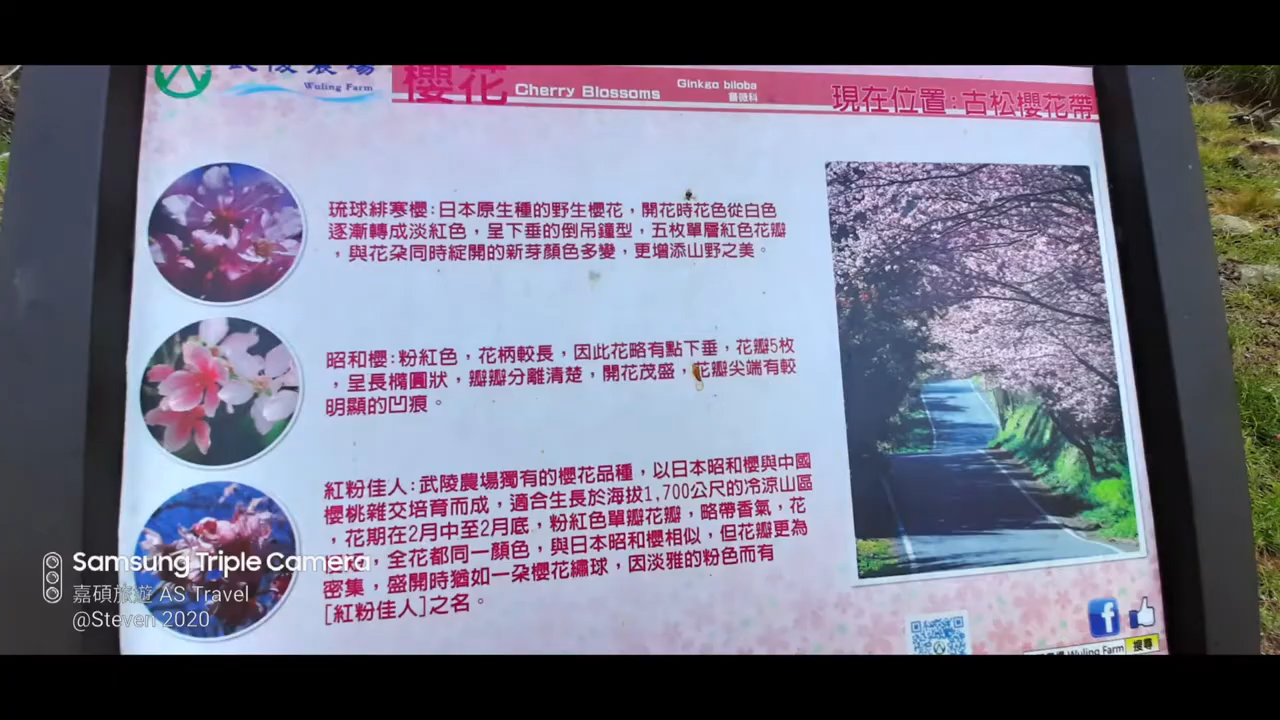 武陵農場
Wuling Farm
櫻花 Cherry Blossoms
Ginkgo biloba
薔薇科
現在位置:古松櫻花帶
琉球緋寒櫻:日本原生種的野生櫻花,開花時花色從白色
逐漸轉成淡紅色,呈下垂的倒吊鐘型,五枚單層紅色花瓣
,與花朵同時綻開的新芽顏色多變,更增添山野之美。
昭和櫻:粉紅色,花柄較長,因此花略有點下垂,花瓣5枚
,呈長橢圓狀,瓣瓣分離清楚,開花茂盛,花瓣尖端有較
明顯的凹痕。
紅粉佳人:武陵農場獨有的櫻花品種,以日本昭和櫻與中國
櫻桃雜交培育而成,適合生長於海拔1,700公尺的冷涼山區
,花期在2月中至2月底,粉紅色單瓣花瓣,略帶香氣,花
,全花都同一顏色,與日本昭和櫻相似,但花瓣更為
密集,盛開時猶如一朵櫻花繡球,因淡雅的粉色而有
[紅粉佳人]之名。
Samsung Triple Camera
嘉碩旅遊 AS Travel
@Steven 2020
Wuling Farm
搜尋